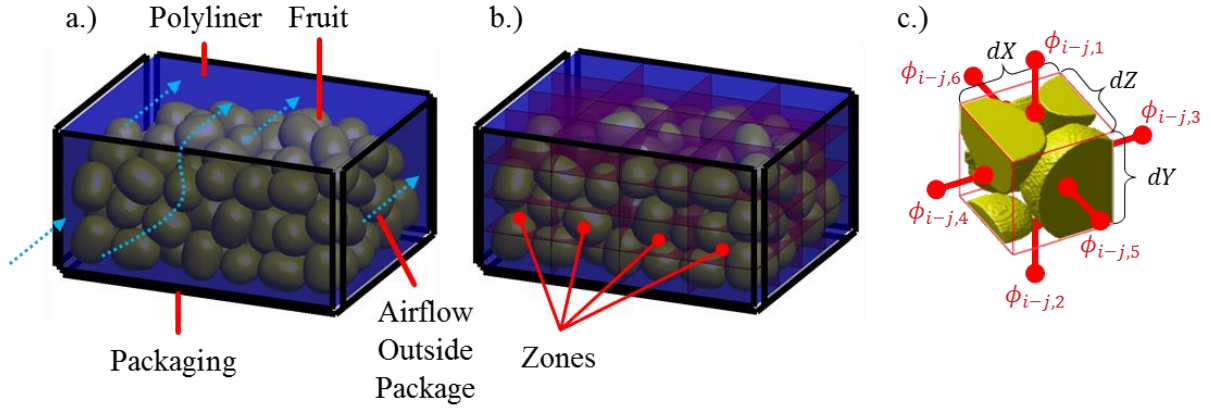 a.)
Polyliner
Fruit
Packaging
Airflow
Outside
Package
b.)
Zones
c.)
dX
ϕi−j,1
ϕi−j,6
dZ
ϕi−j,3
dY
ϕi−j,4
ϕi−j,5
ϕi−j,2